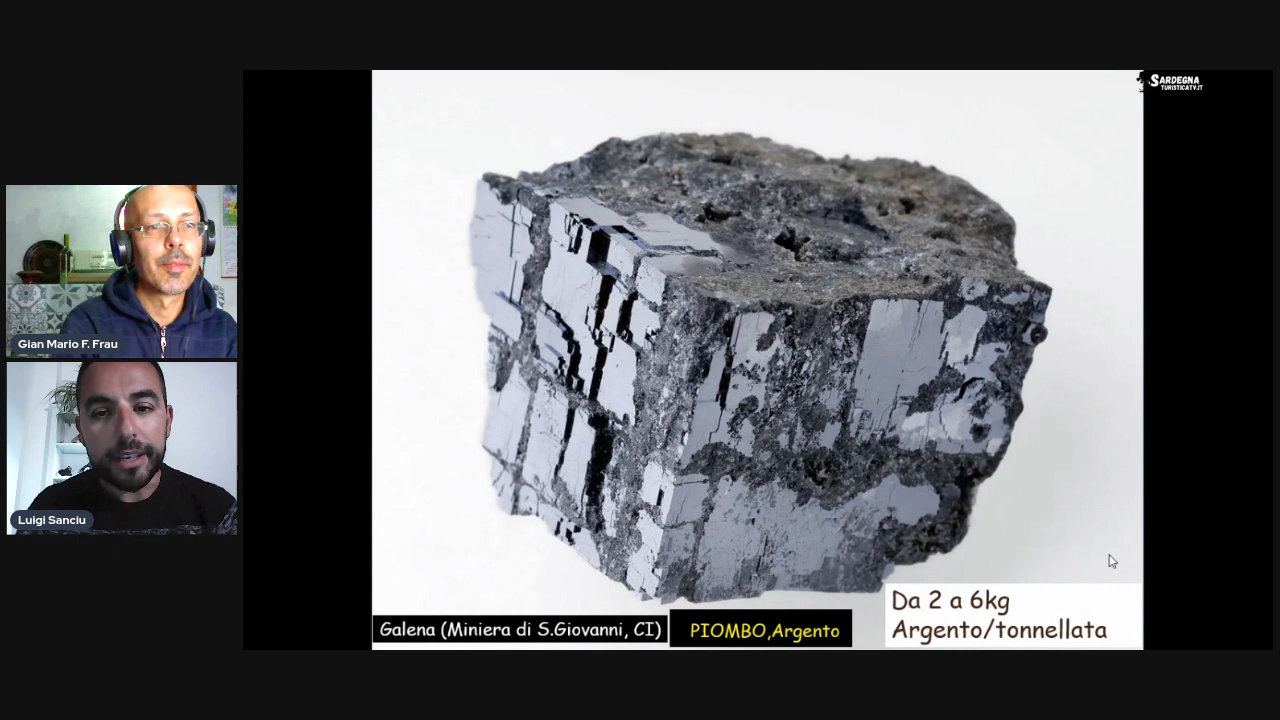 SARDEGNA
TURISTICATV.IT
Gian Mario F. Frau
Luigi Sanciu
Galena (Miniera di S.Giovanni, CI)
PIOMBO,Argento
Da 2 a 6kg
Argento/tonnellata